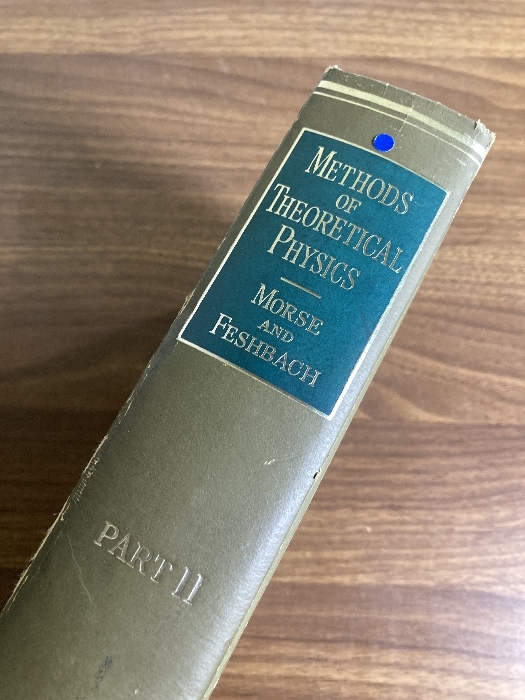 METHODS
OF
THEORETICAL
PHYSICS
MORSE
AND
FESHBACH
PART II